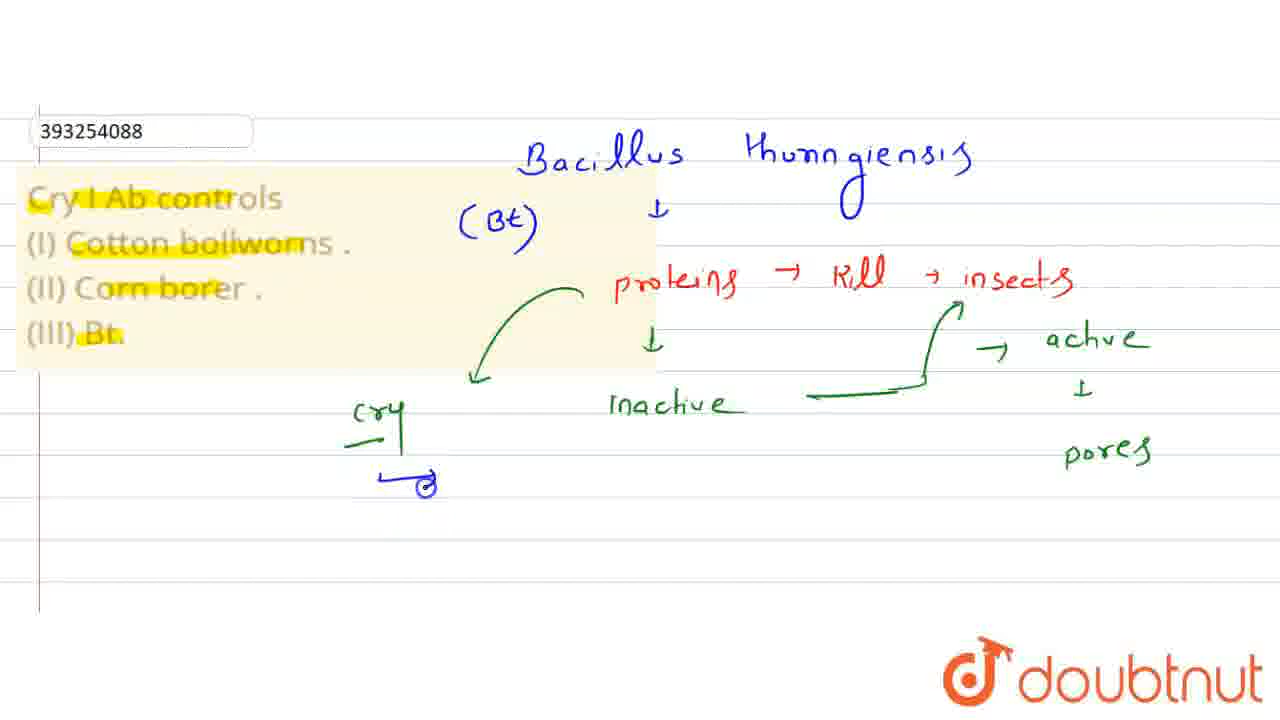 393254088
Cry I Ab controls
(I) Cotton bollworns .
(II) Corn borer .
(III) Bt.
Bacillus thuringiensis
(Bt) ↓
proteins → Kill → insects
↓
→ active
↓
cry
inactive
pores
doubtnut